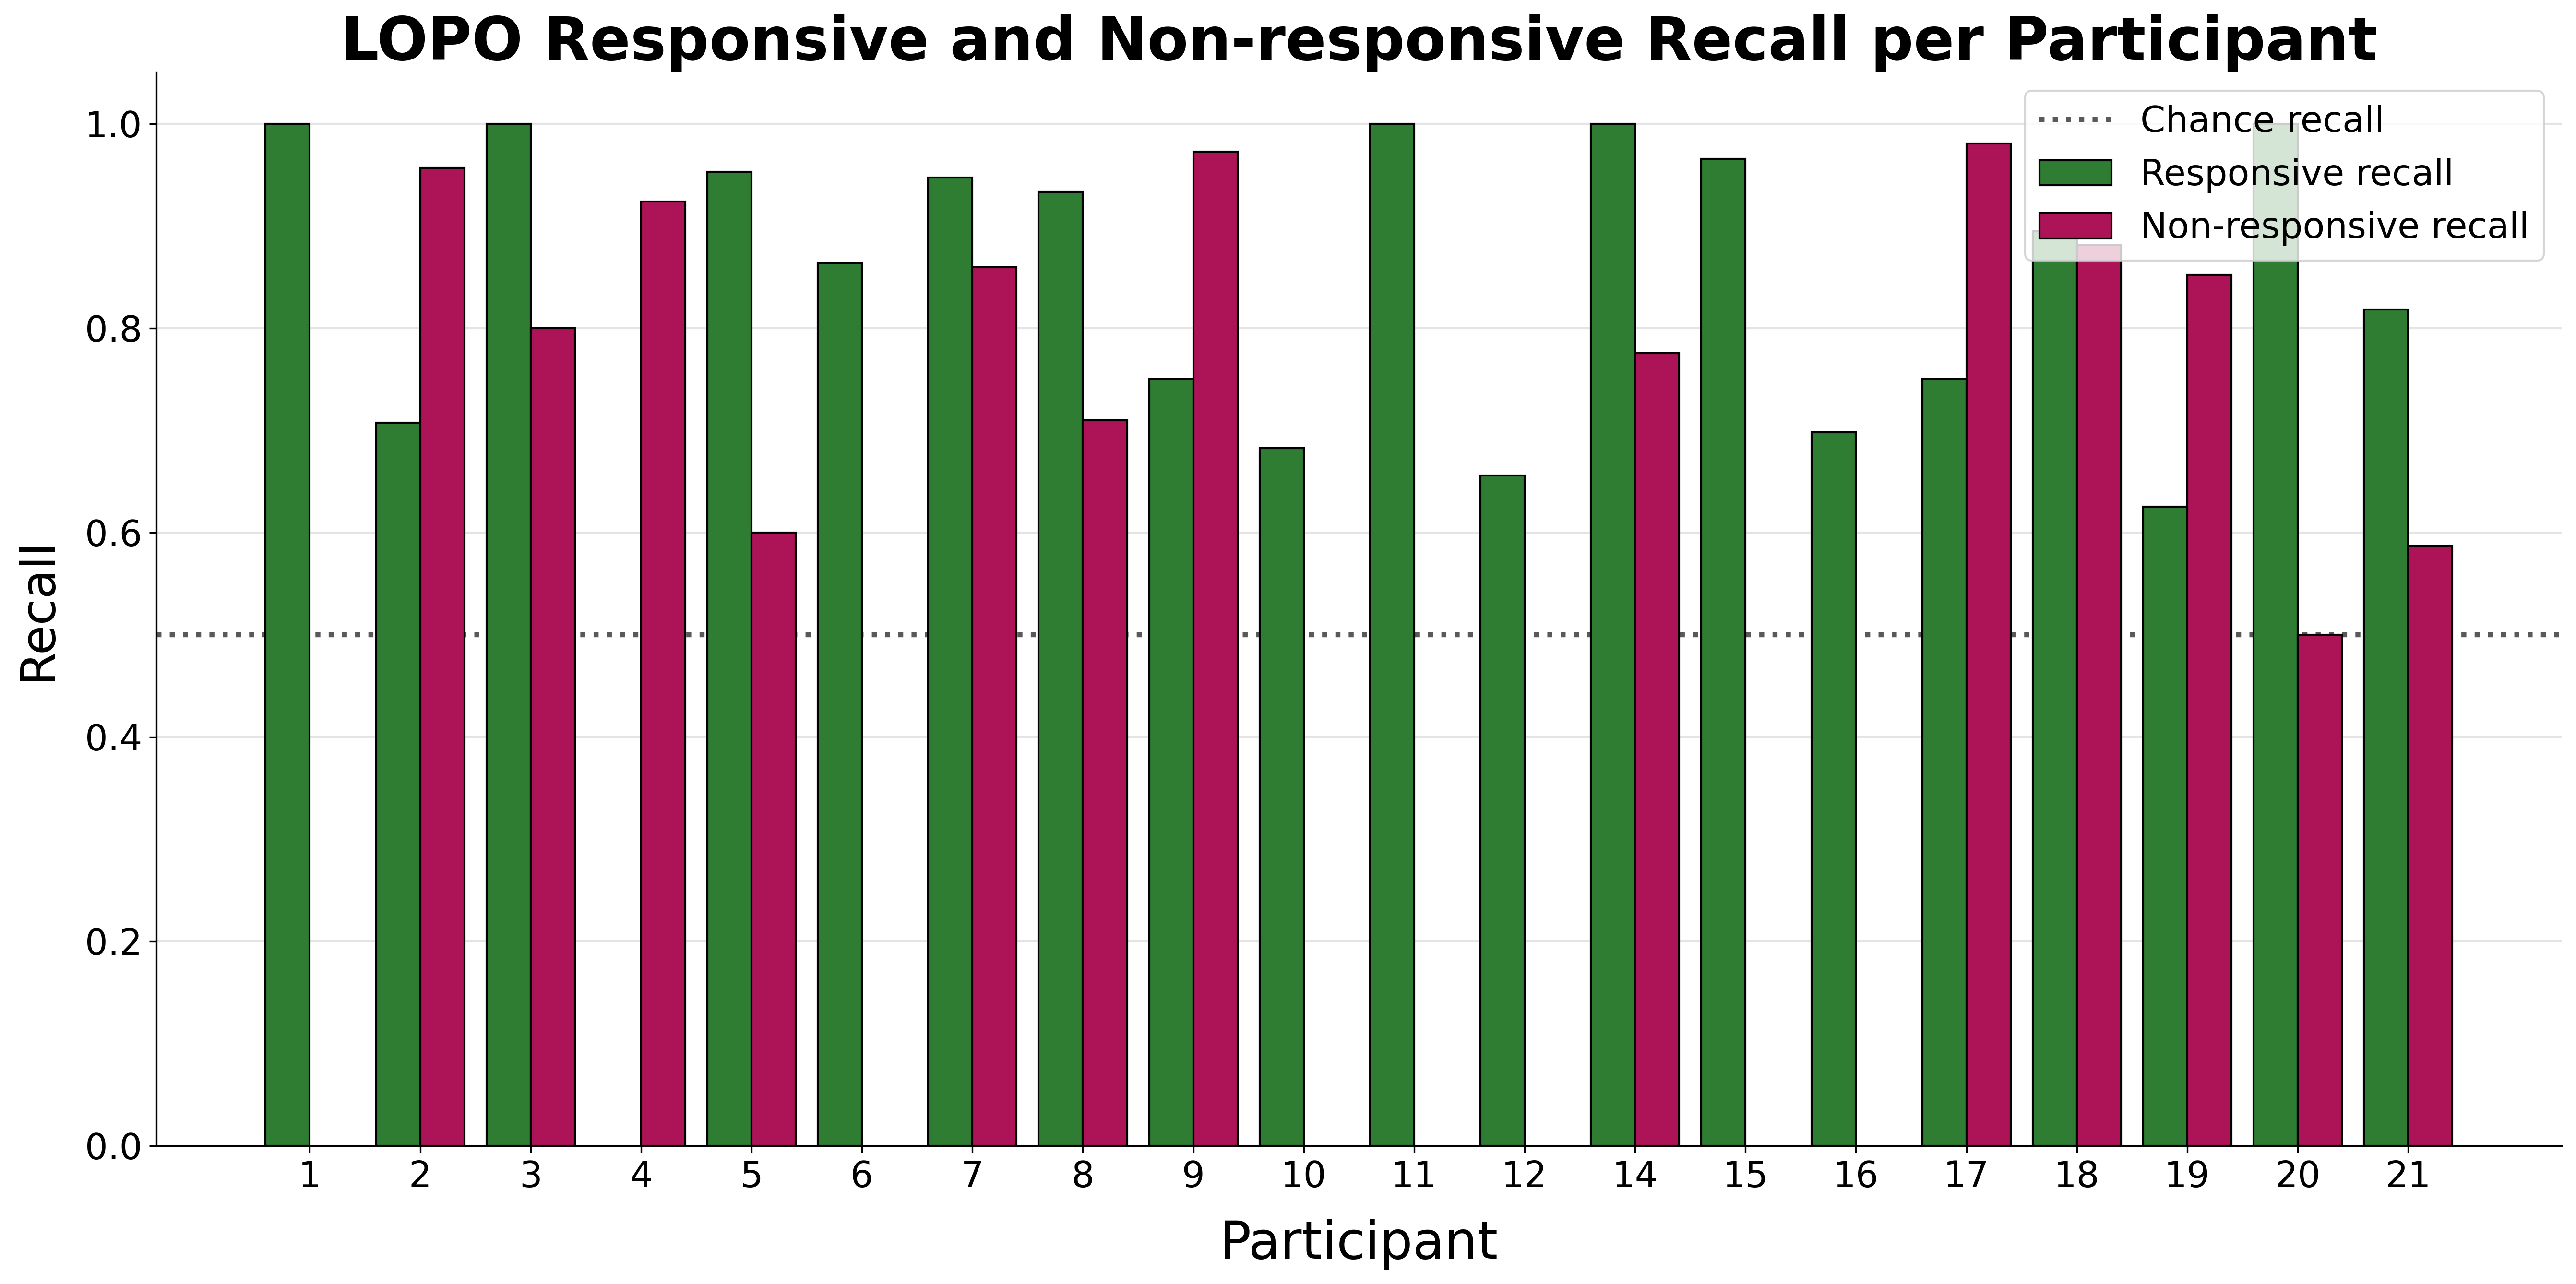 LOPO Responsive and Non-responsive Recall per Participant
Chance recall
Responsive recall
Non-responsive recall
Recall
1.0
0.8
0.6
0.4
0.2
0.0
1 2 3 4 5 6 7 8 9 10 11 12 14 15 16 17 18 19 20 21
Participant